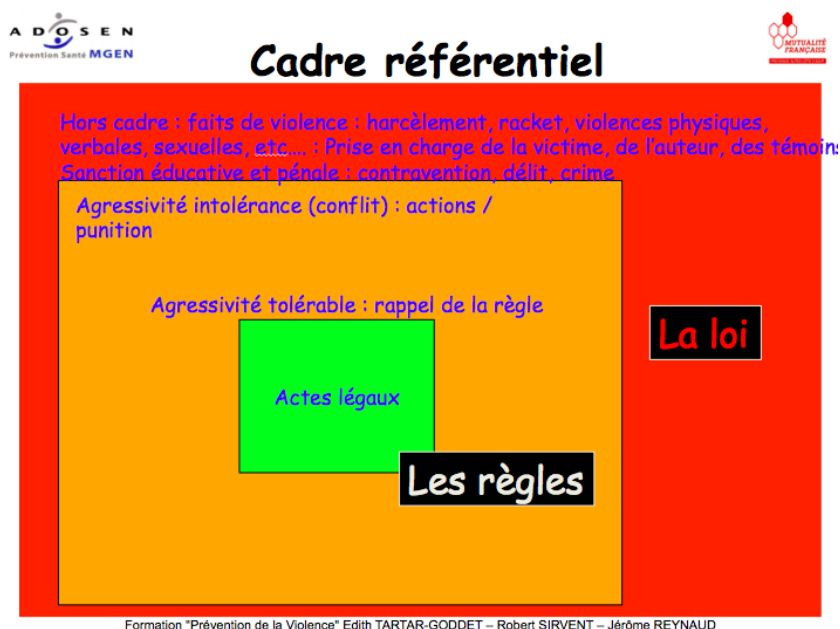 ADOSEN
Prévention Santé MGEN
MUTUALITÉ
FRANÇAISE
Cadre référentiel
Hors cadre : faits de violence : harcèlement, racket, violences physiques,
verbales, sexuelles, etc.... : Prise en charge de la victime, de l'auteur, des témoins
Sanction éducative et pénale : contravention, délit, crime
Agressivité intolérance (conflit) : actions /
punition
Agressivité tolérable : rappel de la règle
La loi
Actes légaux
Les règles
Formation "Prévention de la Violence" Edith TARTAR-GODDET – Robert SIRVENT – Jérôme REYNAUD